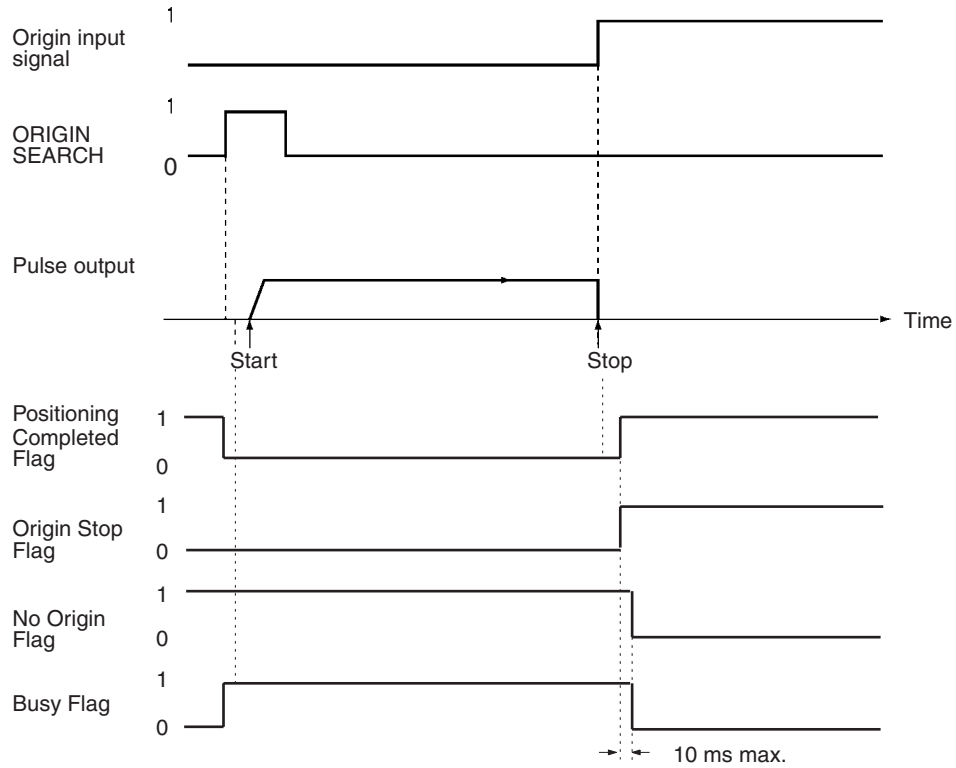 1
Origin input
signal
1
ORIGIN
SEARCH
0
Pulse output
Time
Start
Stop
Positioning
Completed
Flag
1
0
1
Origin Stop
Flag
0
1
No Origin
Flag
0
1
Busy Flag
0
10 ms max.